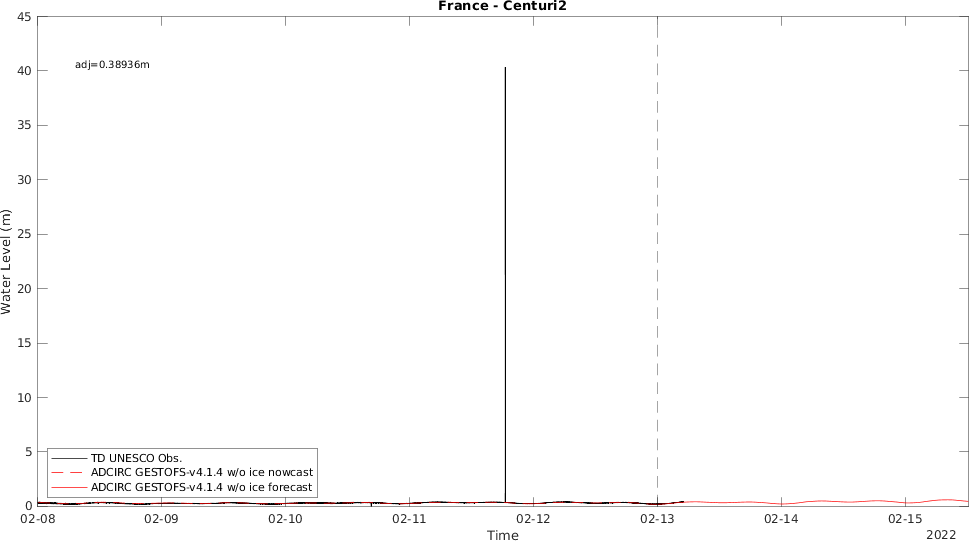 France - Centuri2
45
adj=0.38936m
40
35
30
25
20
15
10
5
0
Water Level (m)
TD UNESCO Obs.
ADCIRC GESTOFS-v4.1.4 w/o ice nowcast
ADCIRC GESTOFS-v4.1.4 w/o ice forecast
02-08 02-09 02-10 02-11 02-12 02-13 02-14 02-15
Time
2022